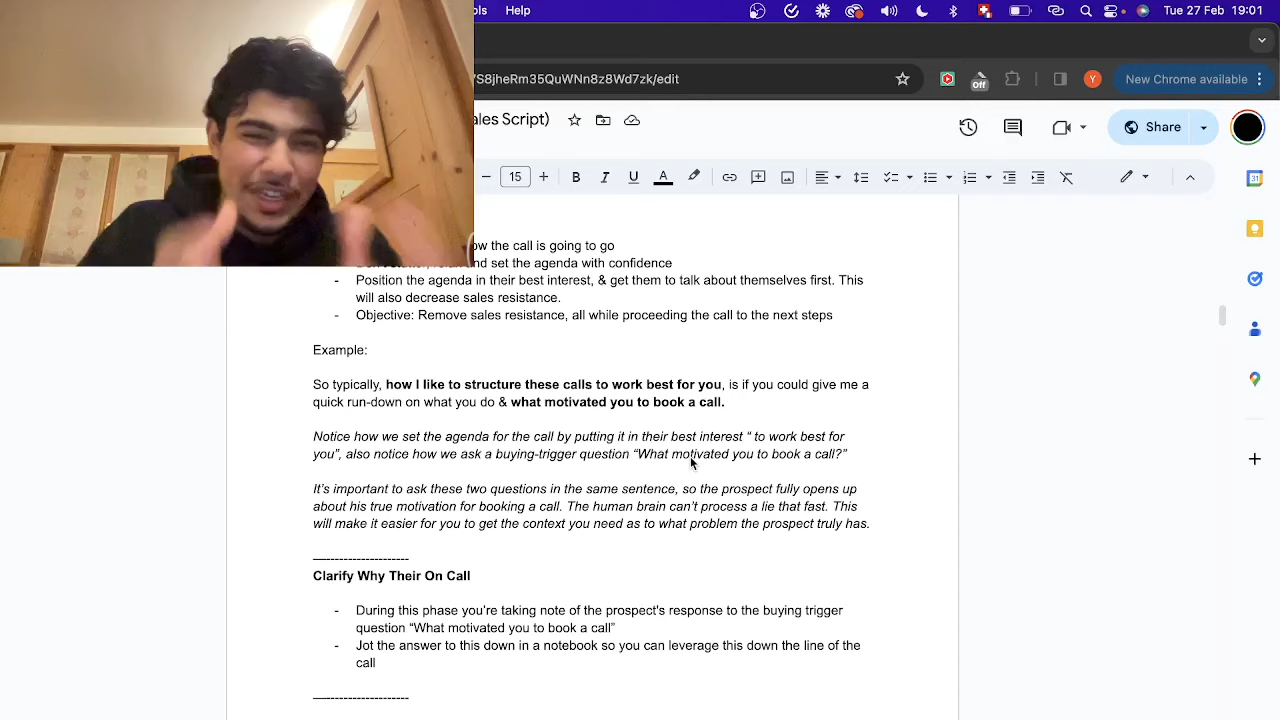 Help
Tue 27 Feb 19:01
/S8jheRm35QuWNn8z8Wd7zk/edit
Off
Y
New Chrome available
ales Script)
Share
15
B I U A
31
ow the call is going to go
and set the agenda with confidence
- Position the agenda in their best interest, & get them to talk about themselves first. This
will also decrease sales resistance.
- Objective: Remove sales resistance, all while proceeding the call to the next steps
Example:
So typically, how I like to structure these calls to work best for you, is if you could give me a
quick run-down on what you do & what motivated you to book a call.
Notice how we set the agenda for the call by putting it in their best interest “ to work best for
you”, also notice how we ask a buying-trigger question “What motivated you to book a call?”
It’s important to ask these two questions in the same sentence, so the prospect fully opens up
about his true motivation for booking a call. The human brain can’t process a lie that fast. This
will make it easier for you to get the context you need as to what problem the prospect truly has.
—--------------------
Clarify Why Their On Call
- During this phase you’re taking note of the prospect's response to the buying trigger
question “What motivated you to book a call”
- Jot the answer to this down in a notebook so you can leverage this down the line of the
call
—--------------------